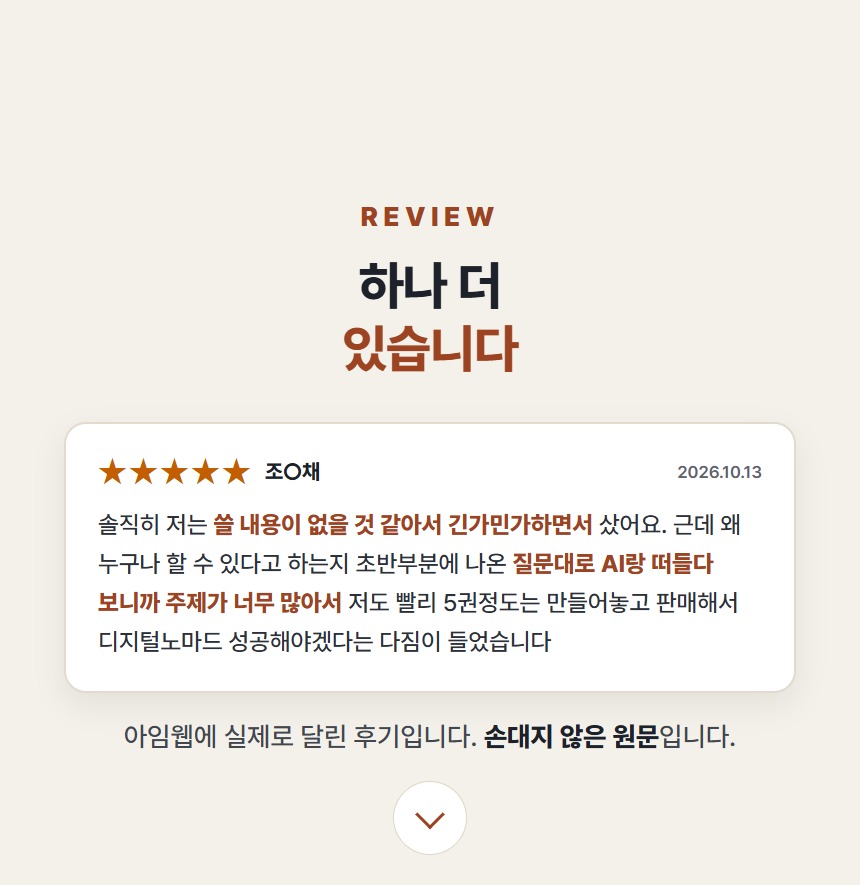 REVIEW
하나 더
있습니다
★★★★★ 조○채 2026.10.13
솔직히 저는 쓸 내용이 없을 것 같아서 긴가민가하면서 샀어요. 근데 왜
누구나 할 수 있다고 하는지 초반부분에 나온 질문대로 AI랑 떠들다
보니까 주제가 너무 많아서 저도 빨리 5권정도는 만들어놓고 판매해서
디지털노마드 성공해야겠다는 다짐이 들었습니다
아임웹에 실제로 달린 후기입니다. 손대지 않은 원문입니다.